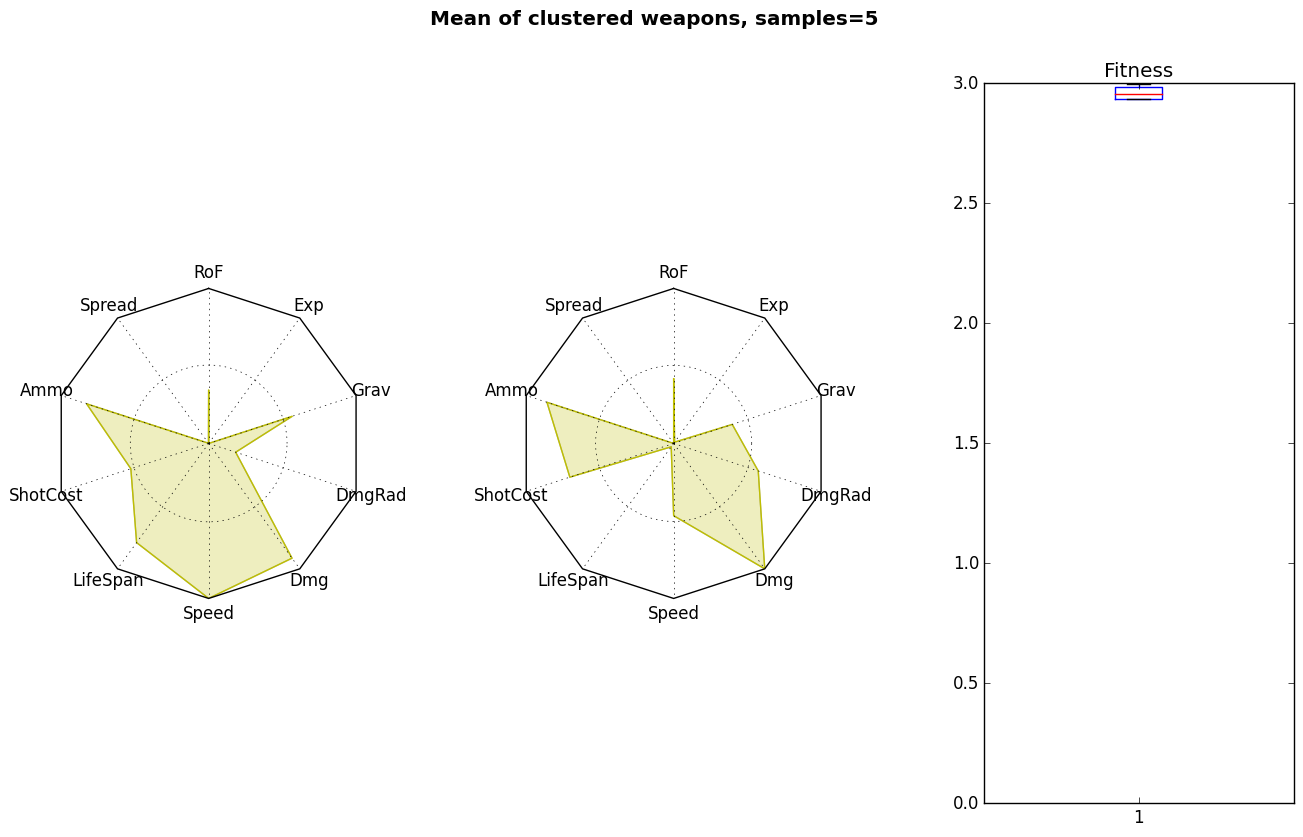 Mean of clustered weapons, samples=5
RoF
Exp
Grav
DmgRad
Dmg
Speed
LifeSpan
ShotCost
Ammo
Spread
RoF
Exp
Grav
DmgRad
Dmg
Speed
LifeSpan
ShotCost
Ammo
Spread
Fitness
3.0
2.5
2.0
1.5
1.0
0.5
0.0
1